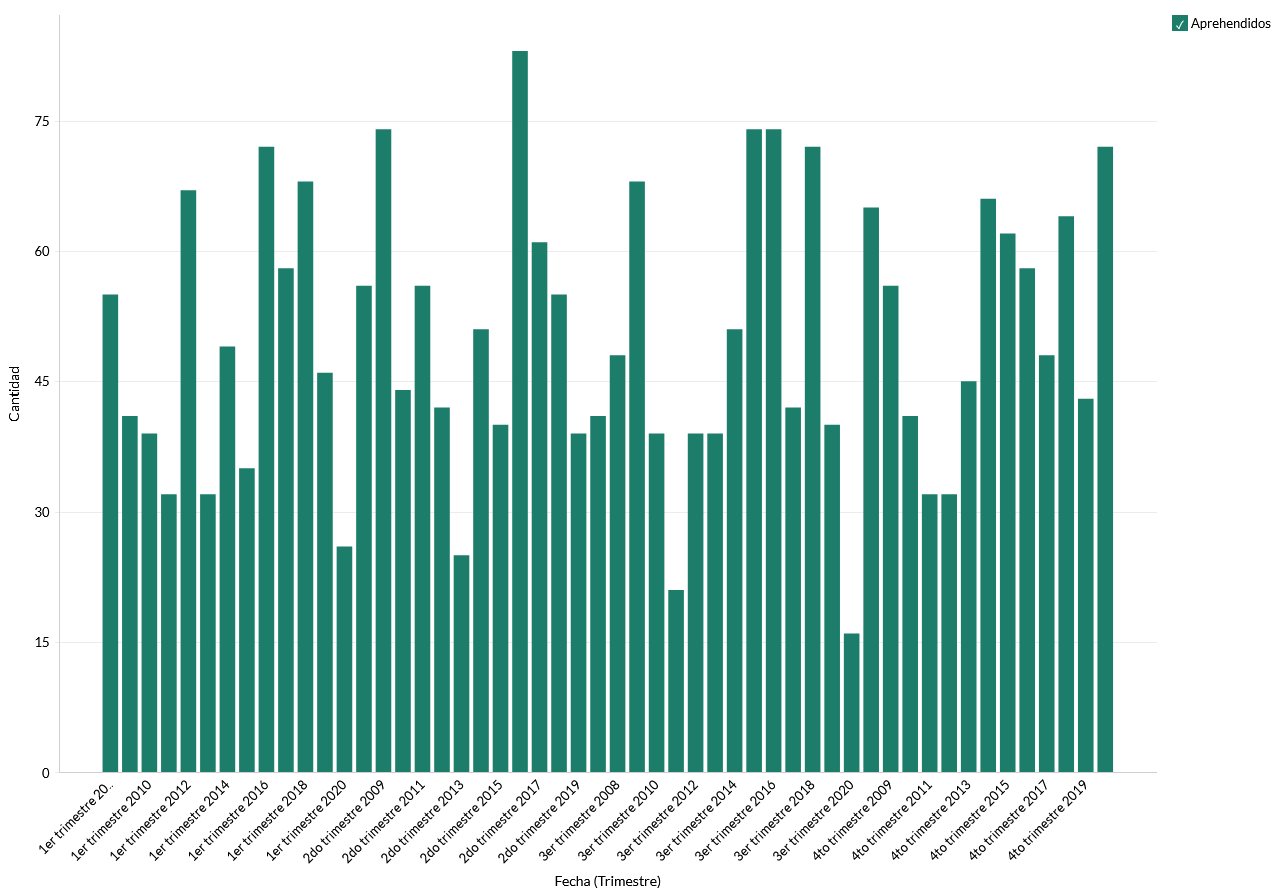 Aprehendidos
75
60
45
30
15
0
Cantidad
1er trimestre 20..
1er trimestre 2010
1er trimestre 2012
1er trimestre 2014
1er trimestre 2016
1er trimestre 2018
1er trimestre 2020
2do trimestre 2009
2do trimestre 2011
2do trimestre 2013
2do trimestre 2015
2do trimestre 2017
2do trimestre 2019
3er trimestre 2008
3er trimestre 2010
3er trimestre 2012
3er trimestre 2014
3er trimestre 2016
3er trimestre 2018
3er trimestre 2020
4to trimestre 2009
4to trimestre 2011
4to trimestre 2013
4to trimestre 2015
4to trimestre 2017
4to trimestre 2019
Fecha (Trimestre)